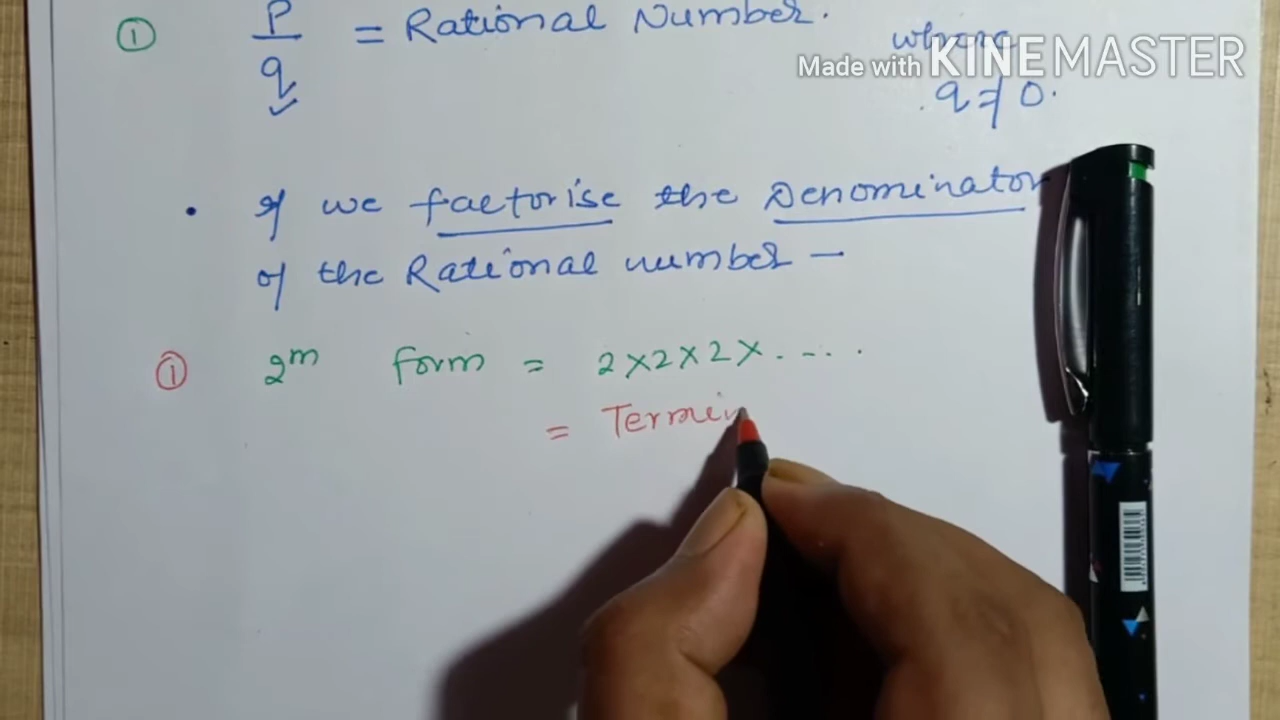 ① P/q = Rational Number. where q ≠ 0.
Made with KINEMASTER
• If we factorise the Denominator
of the Rational number —
① 2^m form = 2×2×2×.... .
= Termin